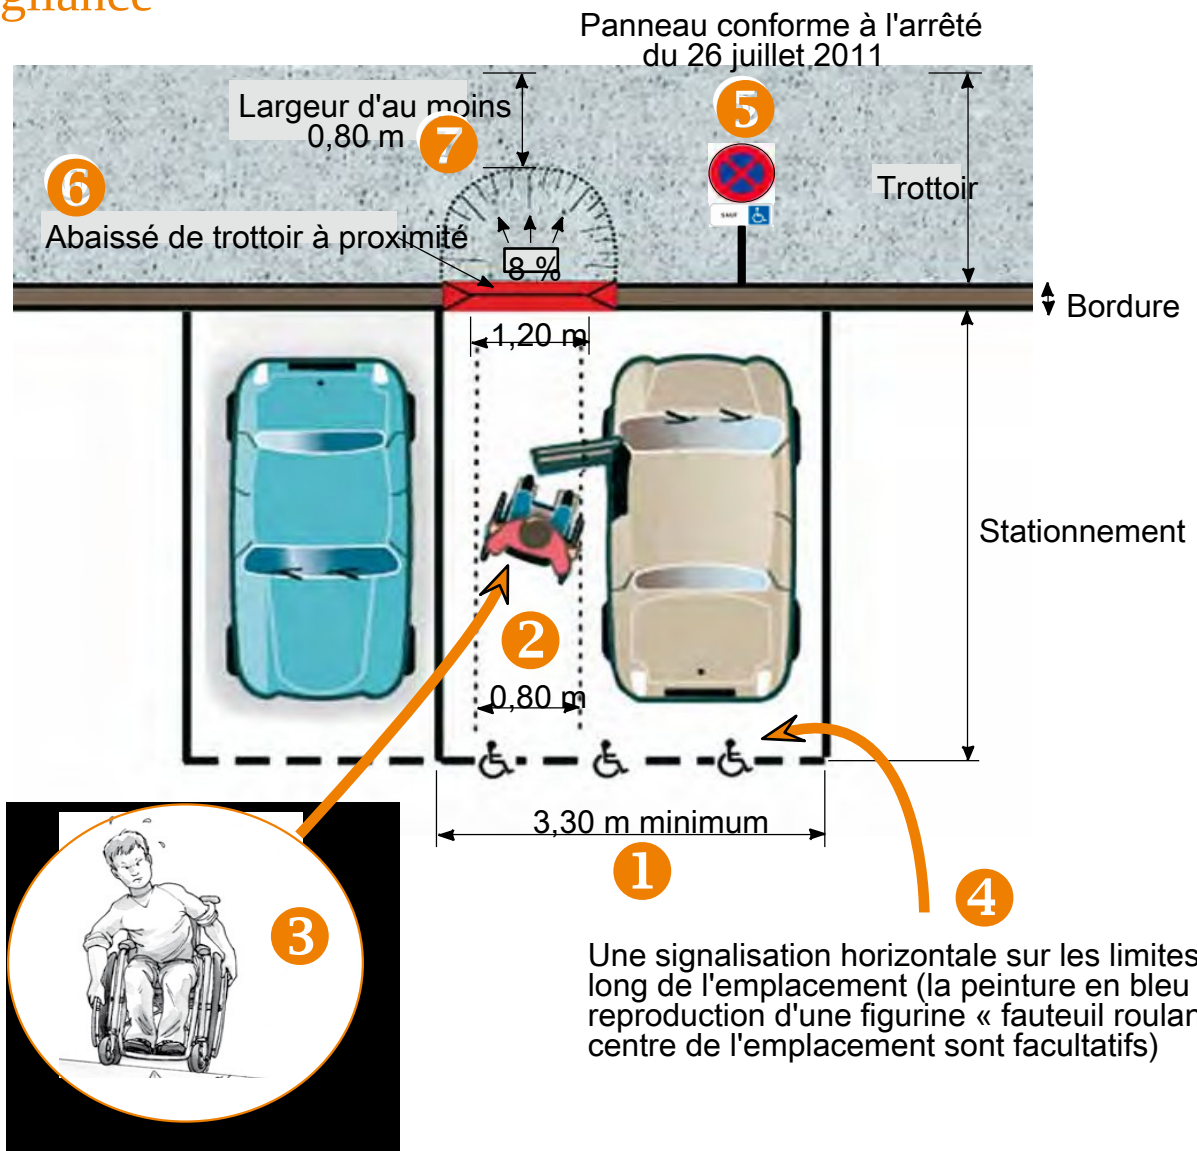 Panneau conforme à l'arrêté
du 26 juillet 2011
5
Largeur d'au moins
0,80 m
7
6
Trottoir
SAUF
Abaissé de trottoir à proximité
8 %
Bordure
1,20 m
Stationnement
2
0,80 m
3,30 m minimum
1
3
4
Une signalisation horizontale sur les limites
long de l'emplacement (la peinture en bleu
reproduction d'une figurine « fauteuil roulan
centre de l'emplacement sont facultatifs)